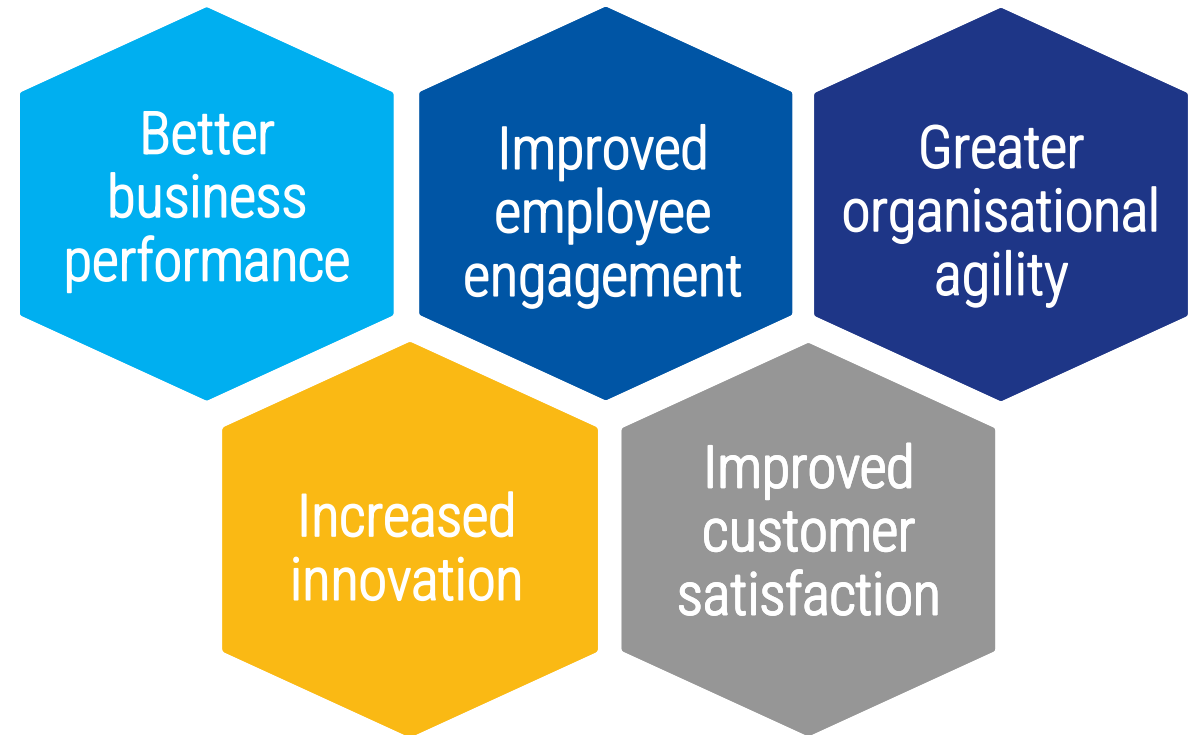 Better
business
performance
Improved
employee
engagement
Greater
organisational
agility
Increased
innovation
Improved
customer
satisfaction